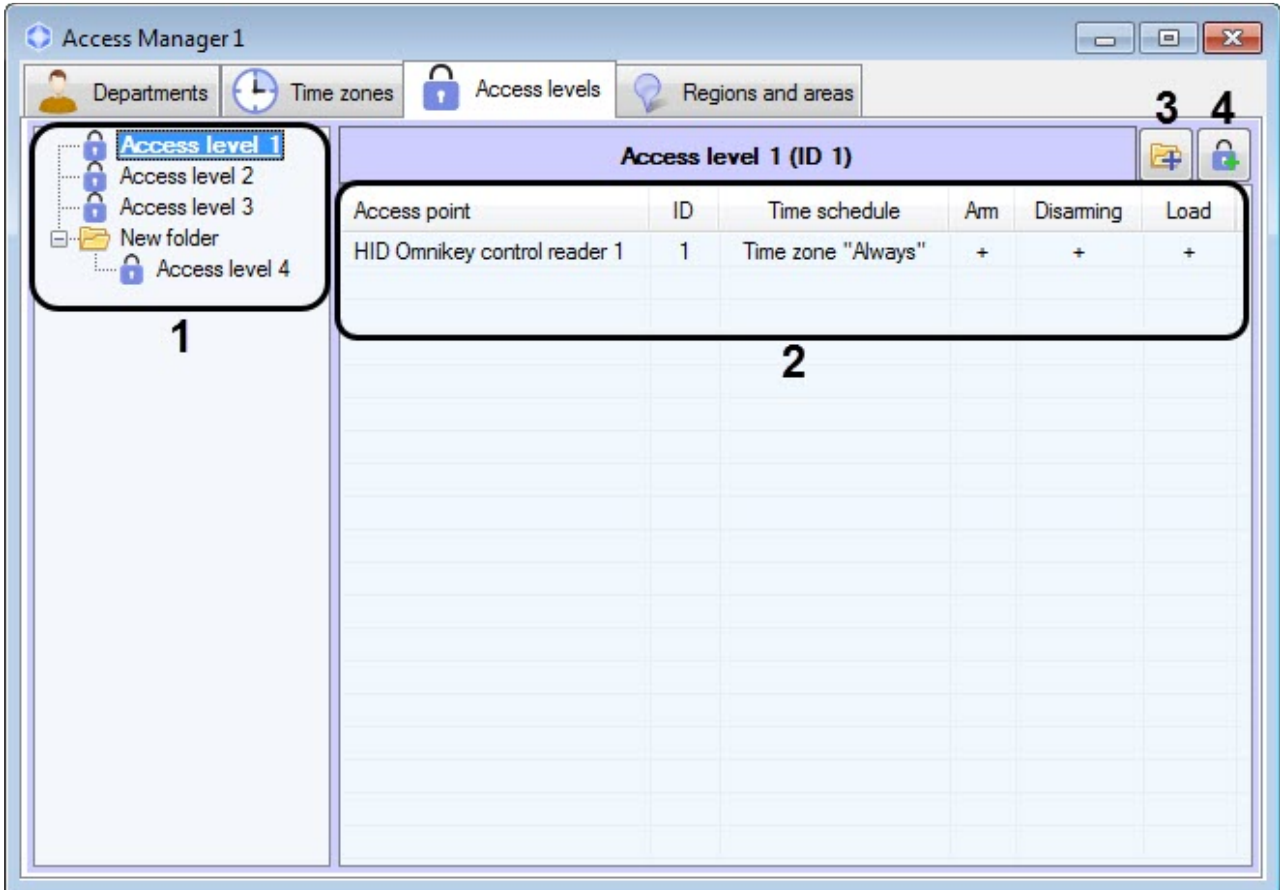 Access Manager 1
Departments Time zones Access levels Regions and areas
3 4
Access level 1
Access level 2
Access level 3
New folder
Access level 4
1
Access level 1 (ID 1)
Access point ID Time schedule Arm Disarming Load
HID Omnikey control reader 1 1 Time zone "Always" + + +
2